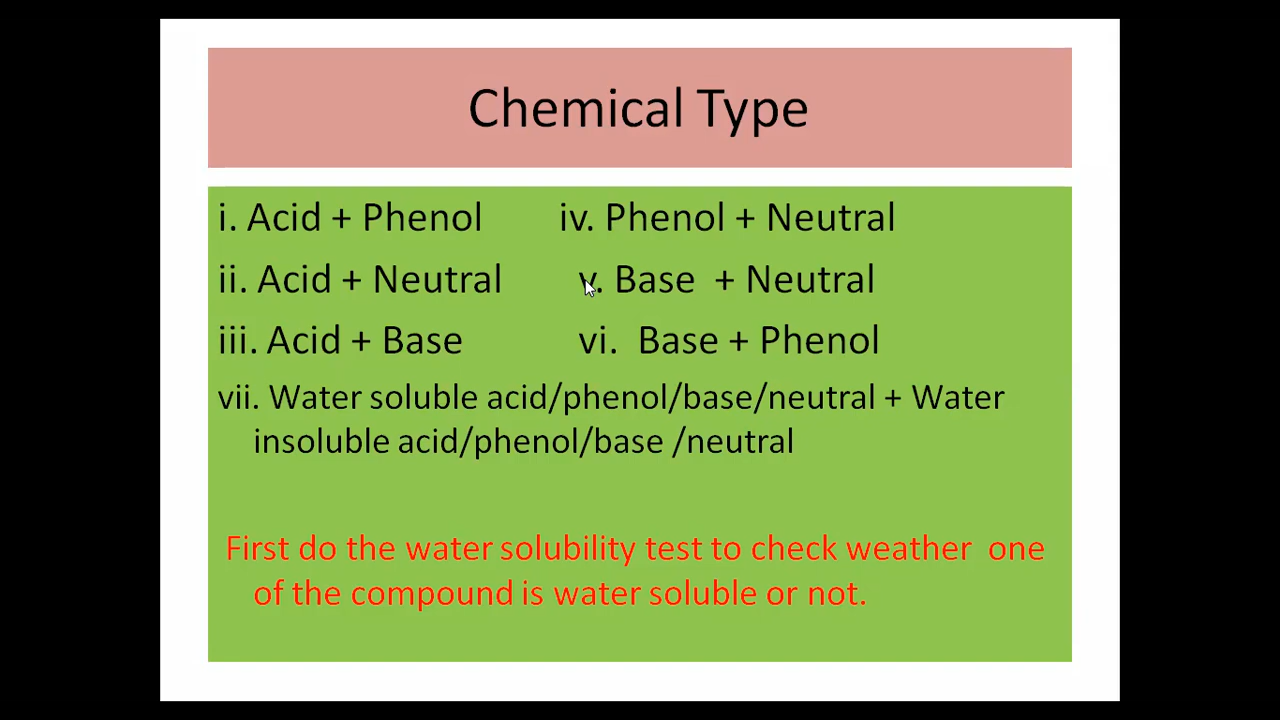 Chemical Type
i. Acid + Phenol iv. Phenol + Neutral
ii. Acid + Neutral v. Base + Neutral
iii. Acid + Base vi. Base + Phenol
vii. Water soluble acid/phenol/base/neutral + Water
insoluble acid/phenol/base /neutral
First do the water solubility test to check weather one
of the compound is water soluble or not.